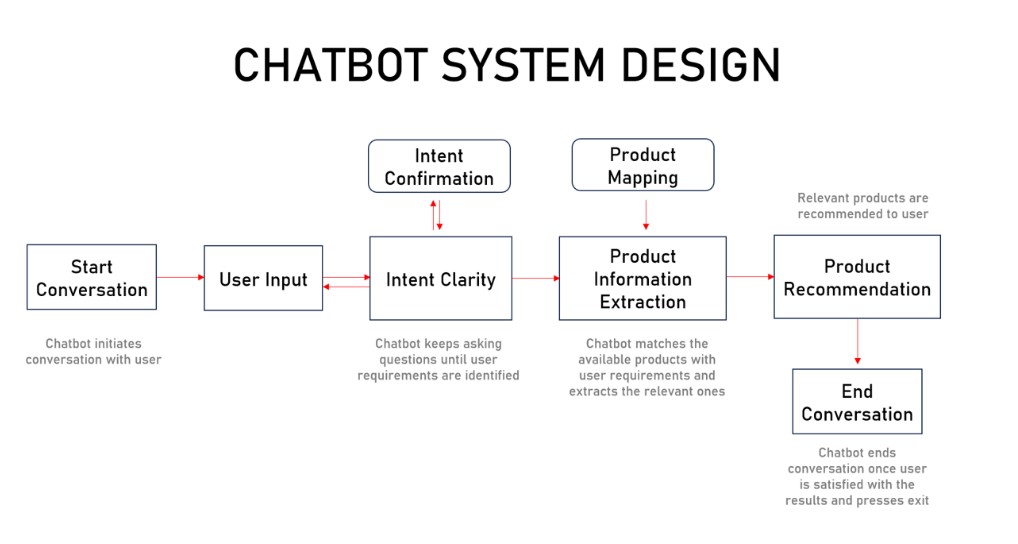 CHATBOT SYSTEM DESIGN
Intent
Confirmation
Product
Mapping
Relevant products are
recommended to user
Start
Conversation
User Input
Intent Clarity
Product
Information
Extraction
Product
Recommendation
Chatbot initiates
conversation with user
Chatbot keeps asking
questions until user
requirements are identified
Chatbot matches the
available products with
user requirements and
extracts the relevant ones
End
Conversation
Chatbot ends
conversation once user
is satisfied with the
results and presses exit